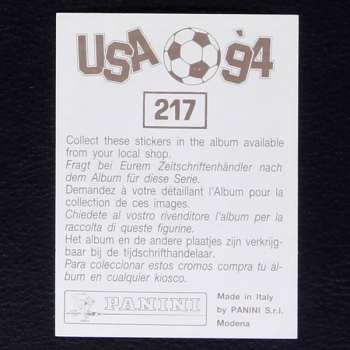 USA '94
217
Collect these stickers in the album available
from your local shop.
Fragt bei Eurem Zeitschriftenhändler nach
dem Album für diese Serie.
Demandez à votre détaillant l'Album pour la
collection de ces images.
Chiedete al vostro rivenditore l'album per la
raccolta di queste figurine.
Het album en de andere plaatjes zijn verkrijg-
baar bij de tijdschrifthandelaar.
Para coleccionar estos cromos compra tu ál-
bum en cualquier kiosco.
PANINI
Made in Italy
by PANINI S.r.l.
Modena